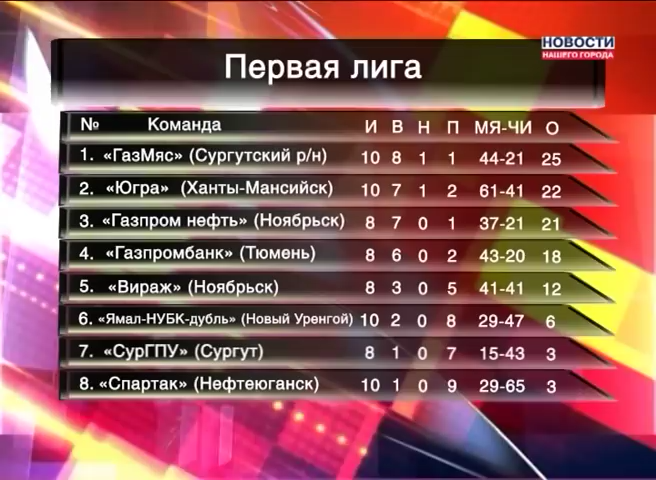 НОВОСТИ
НАШЕГО ГОРОДА
Первая лига
№ Команда И В Н П МЯ-ЧИ О
1. «ГазМяс» (Сургутский р/н) 10 8 1 1 44-21 25
2. «Югра» (Ханты-Мансийск) 10 7 1 2 61-41 22
3. «Газпром нефть» (Ноябрьск) 8 7 0 1 37-21 21
4. «Газпромбанк» (Тюмень) 8 6 0 2 43-20 18
5. «Вираж» (Ноябрьск) 8 3 0 5 41-41 12
6. «Ямал-НУБК-дубль» (Новый Уренгой) 10 2 0 8 29-47 6
7. «СурГПУ» (Сургут) 8 1 0 7 15-43 3
8. «Спартак» (Нефтеюганск) 10 1 0 9 29-65 3